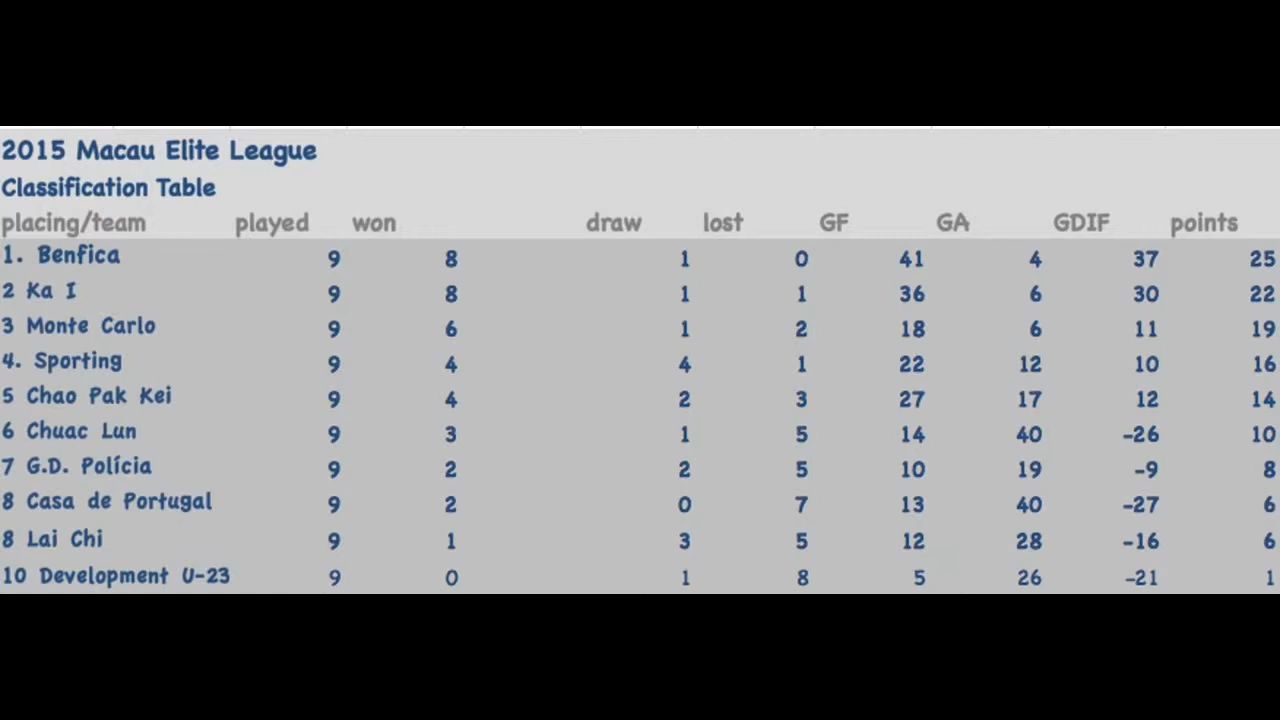 2015 Macau Elite League
Classification Table
placing/team played won draw lost GF GA GDIF points
1. Benfica 9 8 1 0 41 4 37 25
2 Ka I 9 8 1 1 36 6 30 22
3 Monte Carlo 9 6 1 2 18 6 11 19
4. Sporting 9 4 4 1 22 12 10 16
5 Chao Pak Kei 9 4 2 3 27 17 12 14
6 Chuac Lun 9 3 1 5 14 40 -26 10
7 G.D. Polícia 9 2 2 5 10 19 -9 8
8 Casa de Portugal 9 2 0 7 13 40 -27 6
8 Lai Chi 9 1 3 5 12 28 -16 6
10 Development U-23 9 0 1 8 5 26 -21 1